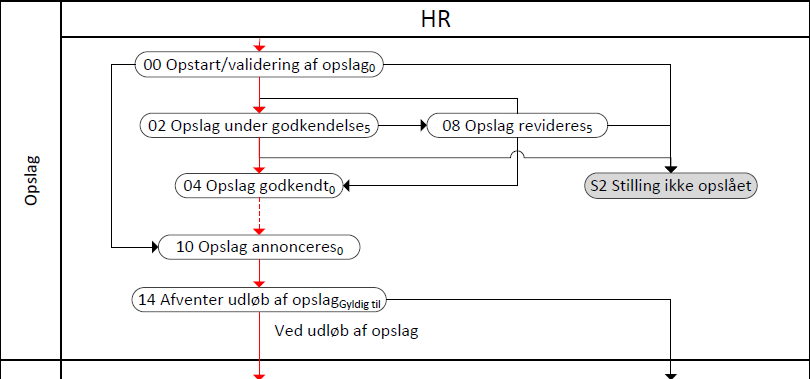 HR
Opslag
00 Opstart/validering af opslag0
02 Opslag under godkendelse5
08 Opslag revideres5
04 Opslag godkendt0
S2 Stilling ikke opslået
10 Opslag annonceres0
14 Afventer udløb af opslagGyldig til
Ved udløb af opslag